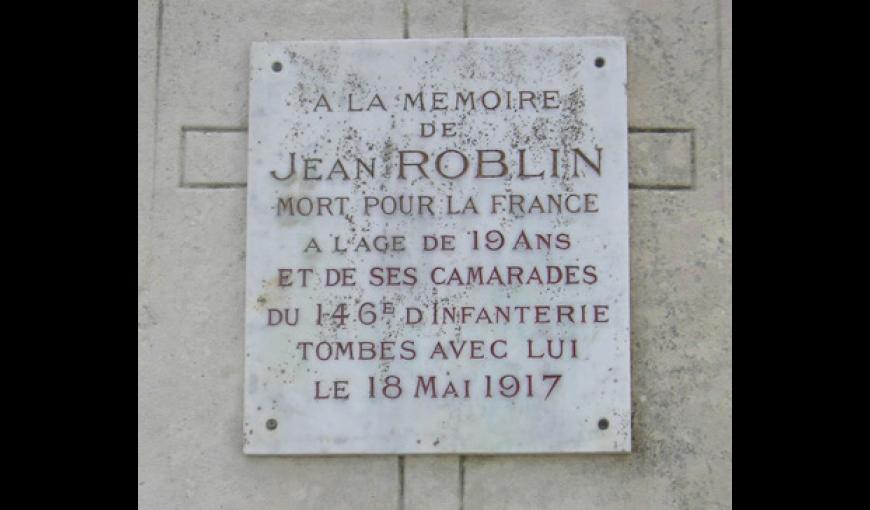 A LA MEMOIRE
DE
JEAN ROBLIN
MORT POUR LA FRANCE
A L'AGE DE 19 ANS
ET DE SES CAMARADES
DU 146E D'INFANTERIE
TOMBES AVEC LUI
LE 18 MAI 1917